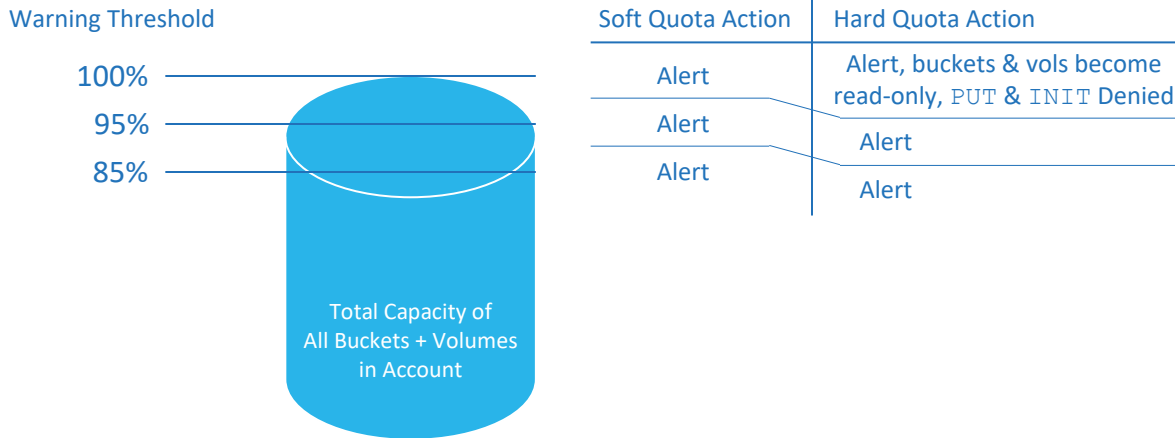 Warning Threshold
100%
95%
85%
Total Capacity of
All Buckets + Volumes
in Account
Soft Quota Action
Hard Quota Action
Alert
Alert, buckets & vols become
read-only, PUT & INIT Denied
Alert
Alert
Alert
Alert